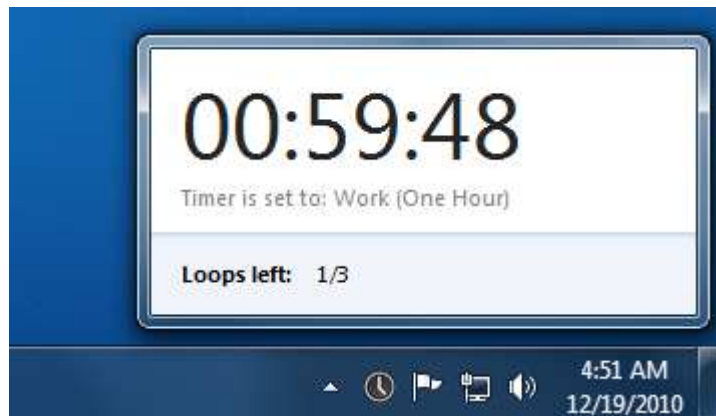 00:59:48
Timer is set to: Work (One Hour)
Loops left: 1/3
4:51 AM
12/19/2010